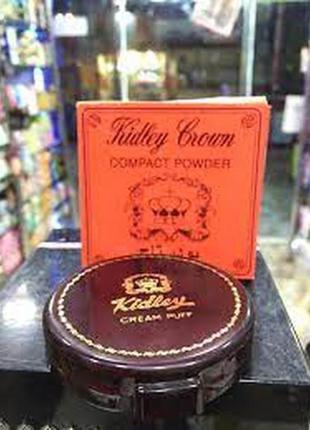 Kidley Crown
COMPACT POWDER
Kidley
CREAM PUFF